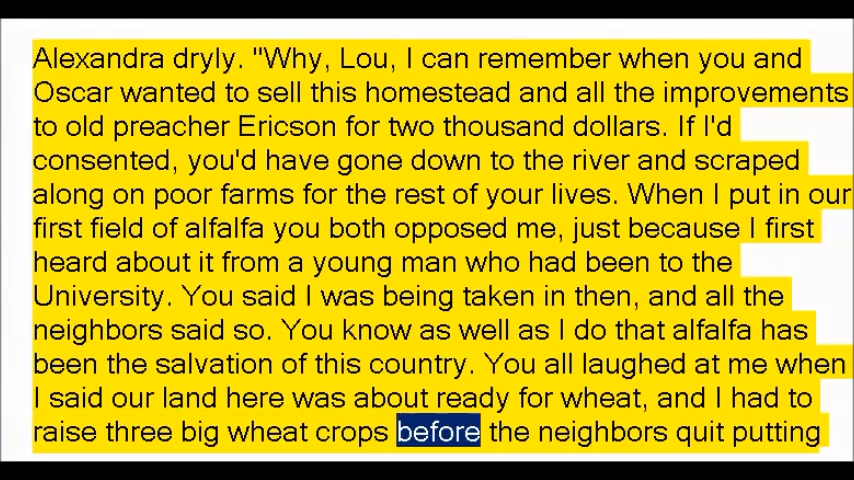 Alexandra dryly. "Why, Lou, I can remember when you and
Oscar wanted to sell this homestead and all the improvements
to old preacher Ericson for two thousand dollars. If I'd
consented, you'd have gone down to the river and scraped
along on poor farms for the rest of your lives. When I put in our
first field of alfalfa you both opposed me, just because I first
heard about it from a young man who had been to the
University. You said I was being taken in then, and all the
neighbors said so. You know as well as I do that alfalfa has
been the salvation of this country. You all laughed at me when
I said our land here was about ready for wheat, and I had to
raise three big wheat crops before the neighbors quit putting